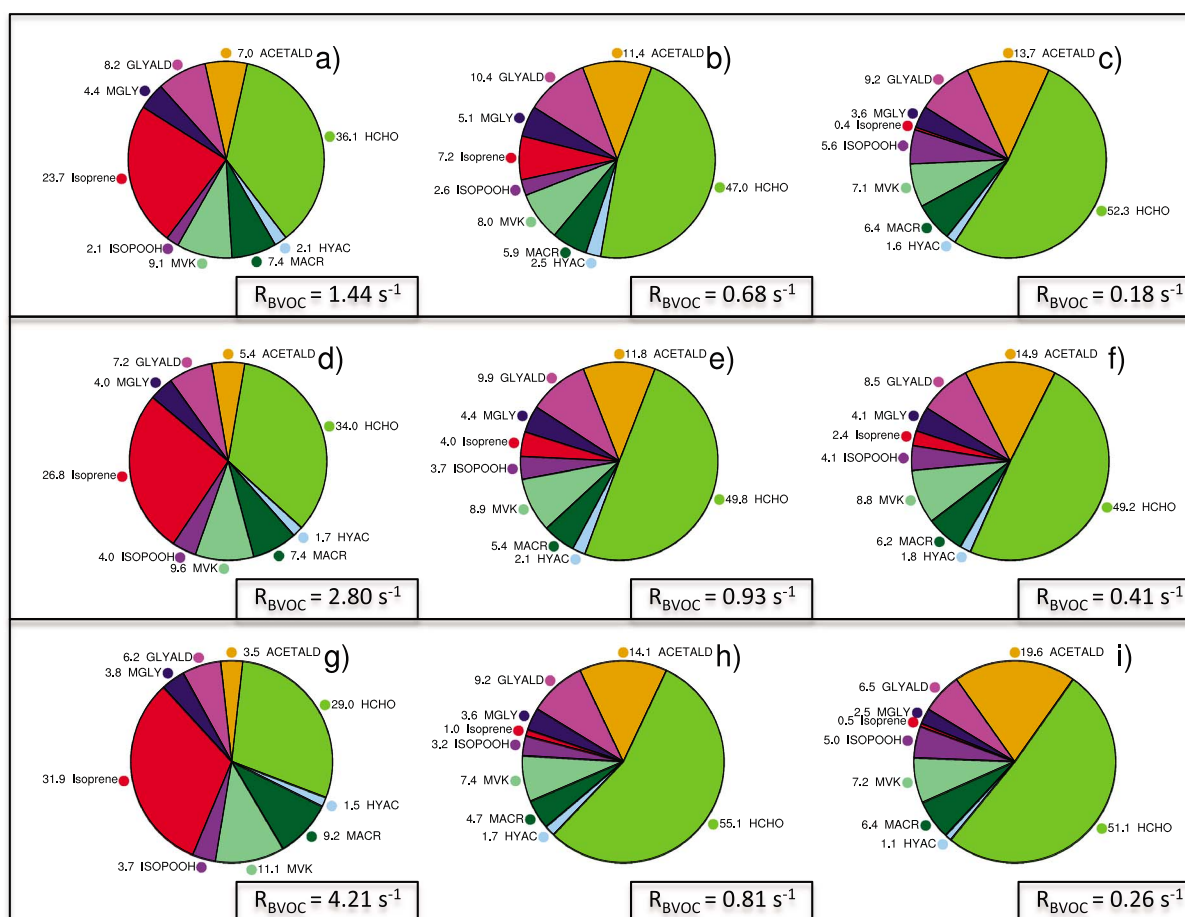 a)
7.0 ACETALD
8.2 GLYALD
4.4 MGLY
36.1 HCHO
23.7 Isoprene
2.1 ISOPOOH
9.1 MVK
7.4 MACR
2.1 HYAC
R_BVOC = 1.44 s⁻¹
b)
11.4 ACETALD
10.4 GLYALD
5.1 MGLY
7.2 Isoprene
2.6 ISOPOOH
47.0 HCHO
8.0 MVK
5.9 MACR
2.5 HYAC
R_BVOC = 0.68 s⁻¹
c)
13.7 ACETALD
9.2 GLYALD
3.6 MGLY
0.4 Isoprene
5.6 ISOPOOH
7.1 MVK
52.3 HCHO
6.4 MACR
1.6 HYAC
R_BVOC = 0.18 s⁻¹
d)
5.4 ACETALD
7.2 GLYALD
4.0 MGLY
34.0 HCHO
26.8 Isoprene
4.0 ISOPOOH
9.6 MVK
7.4 MACR
1.7 HYAC
R_BVOC = 2.80 s⁻¹
e)
11.8 ACETALD
9.9 GLYALD
4.4 MGLY
4.0 Isoprene
3.7 ISOPOOH
49.8 HCHO
8.9 MVK
5.4 MACR
2.1 HYAC
R_BVOC = 0.93 s⁻¹
f)
14.9 ACETALD
8.5 GLYALD
4.1 MGLY
2.4 Isoprene
4.1 ISOPOOH
8.8 MVK
49.2 HCHO
6.2 MACR
1.8 HYAC
R_BVOC = 0.41 s⁻¹
g)
3.5 ACETALD
6.2 GLYALD
3.8 MGLY
29.0 HCHO
31.9 Isoprene
1.5 HYAC
9.2 MACR
3.7 ISOPOOH
11.1 MVK
R_BVOC = 4.21 s⁻¹
h)
14.1 ACETALD
9.2 GLYALD
3.6 MGLY
1.0 Isoprene
3.2 ISOPOOH
7.4 MVK
4.7 MACR
1.7 HYAC
55.1 HCHO
R_BVOC = 0.81 s⁻¹
i)
19.6 ACETALD
6.5 GLYALD
2.5 MGLY
0.5 Isoprene
5.0 ISOPOOH
7.2 MVK
6.4 MACR
51.1 HCHO
1.1 HYAC
R_BVOC = 0.26 s⁻¹